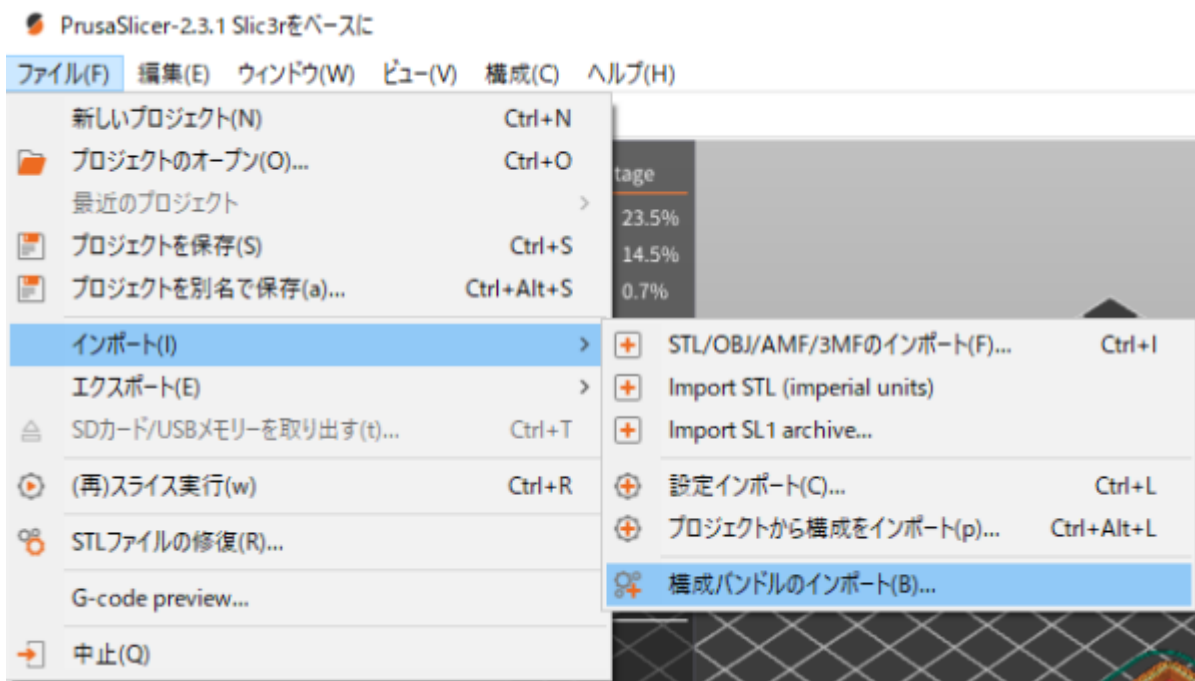 PrusaSlicer-2.3.1 Slic3rをベースに
ファイル(F) 編集(E) ウィンドウ(W) ビュー(V) 構成(C) ヘルプ(H)
新しいプロジェクト(N) Ctrl+N
プロジェクトのオープン(O)... Ctrl+O
最近のプロジェクト
プロジェクトを保存(S) Ctrl+S
プロジェクトを別名で保存(a)... Ctrl+Alt+S
インポート(I)
エクスポート(E)
SDカード/USBメモリーを取り出す(t)... Ctrl+T
(再)スライス実行(w) Ctrl+R
STLファイルの修復(R)...
G-code preview...
中止(Q)
tage
23.5%
14.5%
0.7%
STL/OBJ/AMF/3MFのインポート(F)... Ctrl+I
Import STL (imperial units)
Import SL1 archive...
設定インポート(C)... Ctrl+L
プロジェクトから構成をインポート(p)... Ctrl+Alt+L
構成バンドルのインポート(B)...